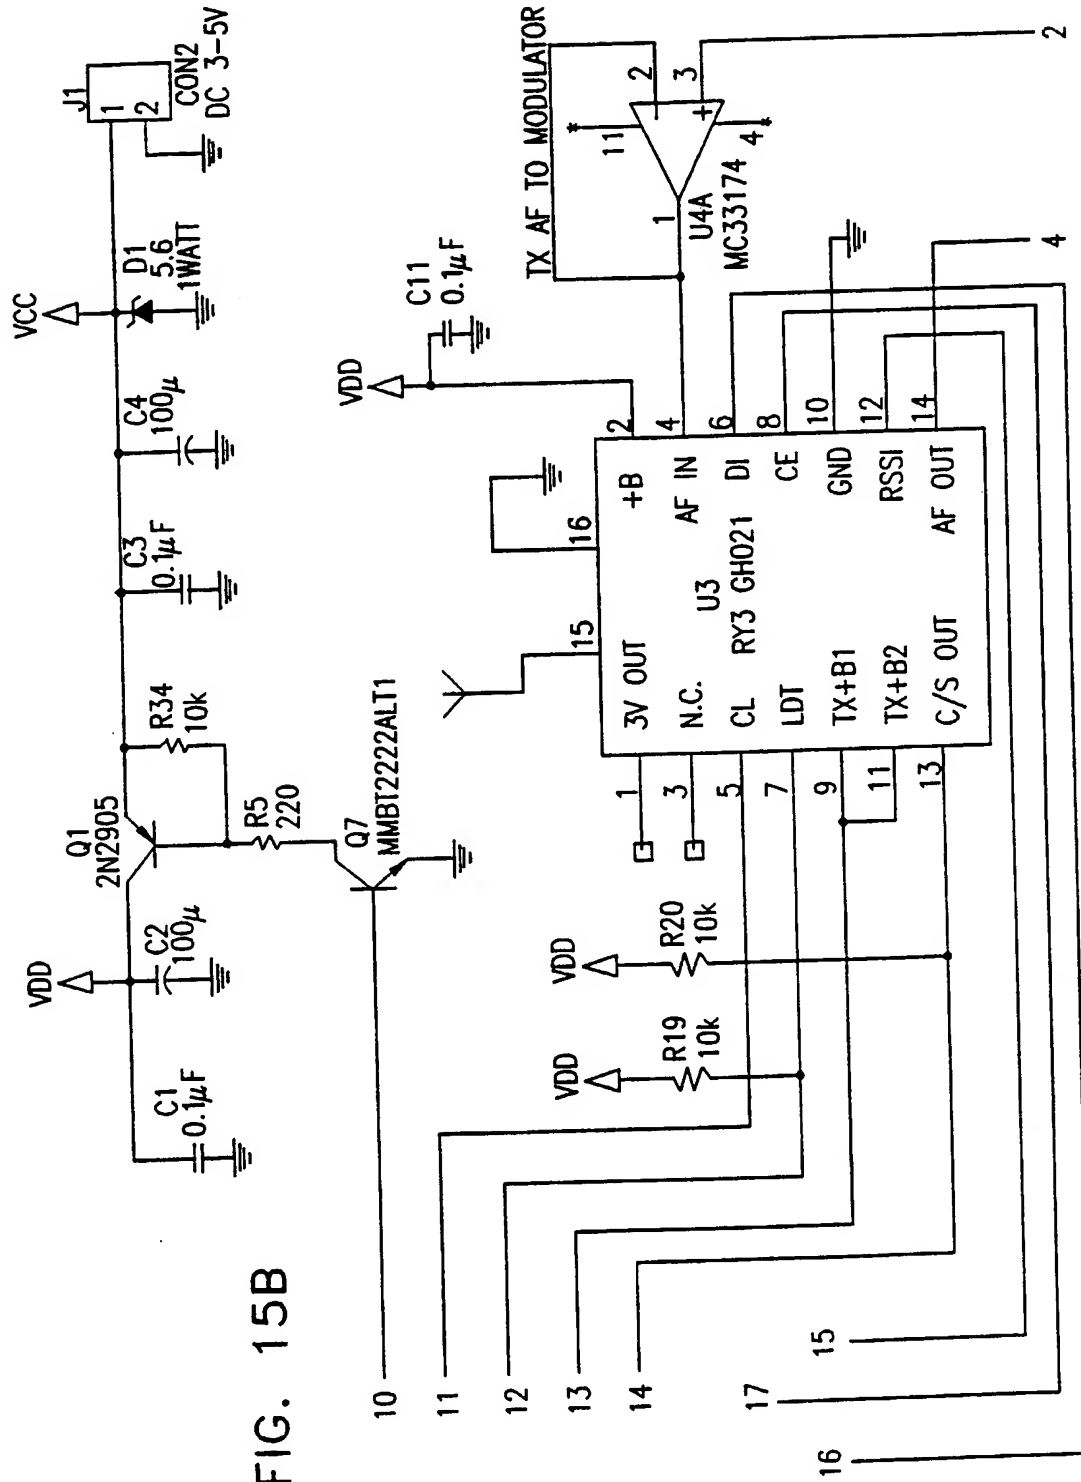 FIG. 15B
VDD
C1
0.1µF
C2
100µ
Q1
2N2905
R34
10k
R5
220
Q7
MMBT2222ALT1
C3
0.1µF
C4
100µ
VCC
D1
5.6
1WATT
J1
1
2
CON2
DC 3-5V
10
11
12
13
14
15
17
16
VDD
R19
10k
VDD
R20
10k
1
3
5
7
9
11
13
15
16
3V OUT
N.C.
CL
LDT
TX+B1
TX+B2
C/S OUT
U3
RY3 GH021
+B
AF IN
DI
CE
GND
RSSI
AF OUT
2
4
6
8
10
12
14
VDD
C11
0.1µF
TX AF TO MODULATOR
1
U4A
MC33174
11
4
2
3
-
+
*
*
2
4